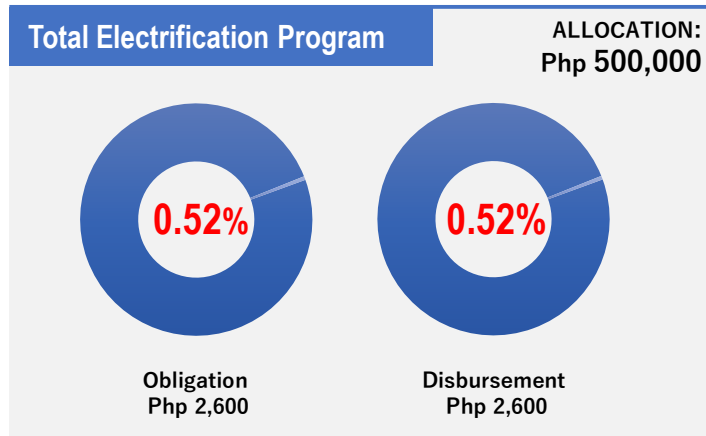 Total Electrification Program
ALLOCATION:
Php 500,000
0.52%
0.52%
Obligation
Php 2,600
Disbursement
Php 2,600